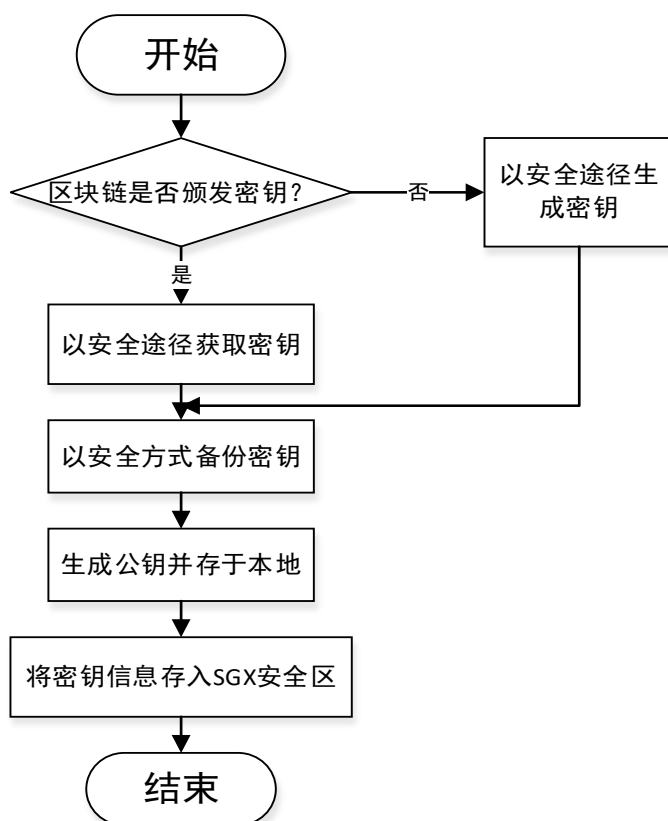 开始
区块链是否颁发密钥？
否
以安全途径生
成密钥
是
以安全途径获取密钥
以安全方式备份密钥
生成公钥并存于本地
将密钥信息存入SGX安全区
结束